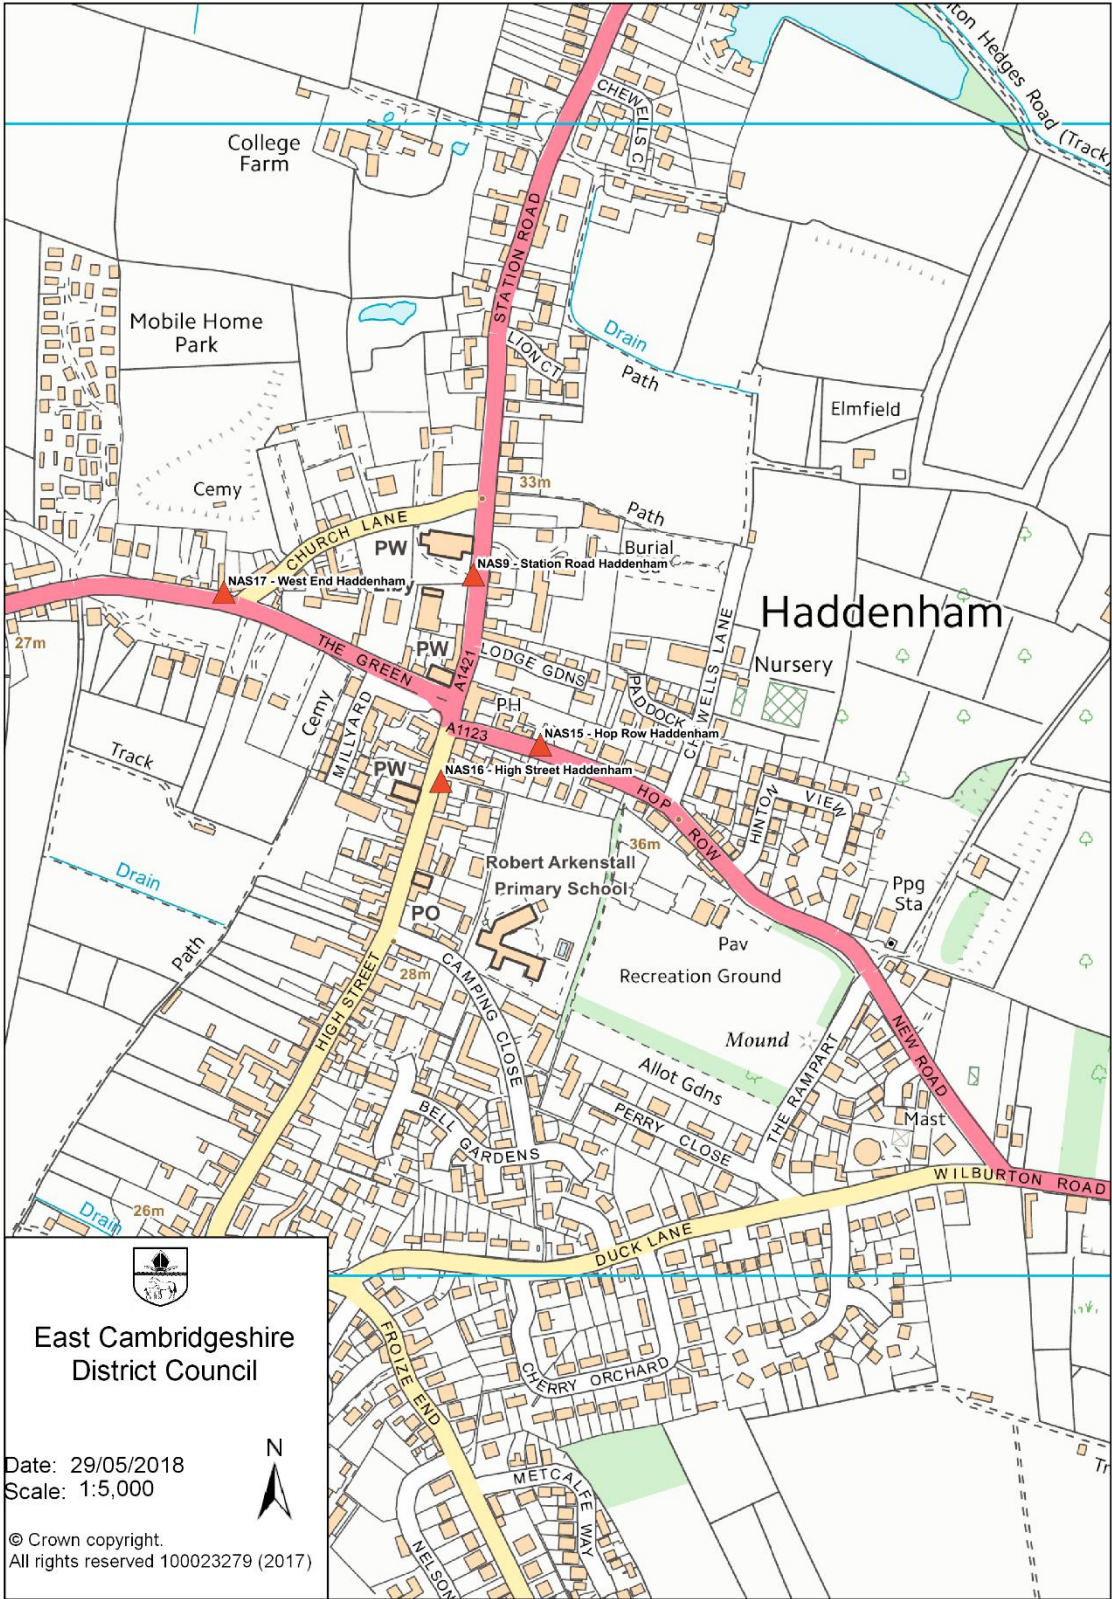 ton Hedges Road (Track)
CHEWELLS C
College
Farm
STATION ROAD
Mobile Home
Park
Drain
LION CT
Path
Elmfield
Cemy
33m
CHURCH LANE
Path
PW
Burial
NAS9 - Station Road Haddenham
NAS17 - West End Haddenham
Haddenham
27m
THE GREEN
PW
A1421
LODGE GDNS
CHEWELLS LANE
Nursery
PADDOCK
Cemy
MILLYARD
PH
A1123
NAS15 - Hop Row Haddenham
Track
PW
NAS16 - High Street Haddenham
HOP ROW
HINTON VIEW
36m
Robert Arkenstall
Primary School
Drain
Ppg
Sta
PO
Pav
Path
28m
Recreation Ground
HIGH STREET
CAMPING CLOSE
Mound
NEW ROAD
Allot Gdns
THE RAMPART
BELL GARDENS
PERRY CLOSE
Mast
WILBURTON ROAD
Drain
26m
DUCK LANE
East Cambridgeshire
District Council
FROIZE END
CHERRY ORCHARD
N
Date: 29/05/2018
Scale: 1:5,000
Tr
METCALFE WAY
NELSON
© Crown copyright.
All rights reserved 100023279 (2017)